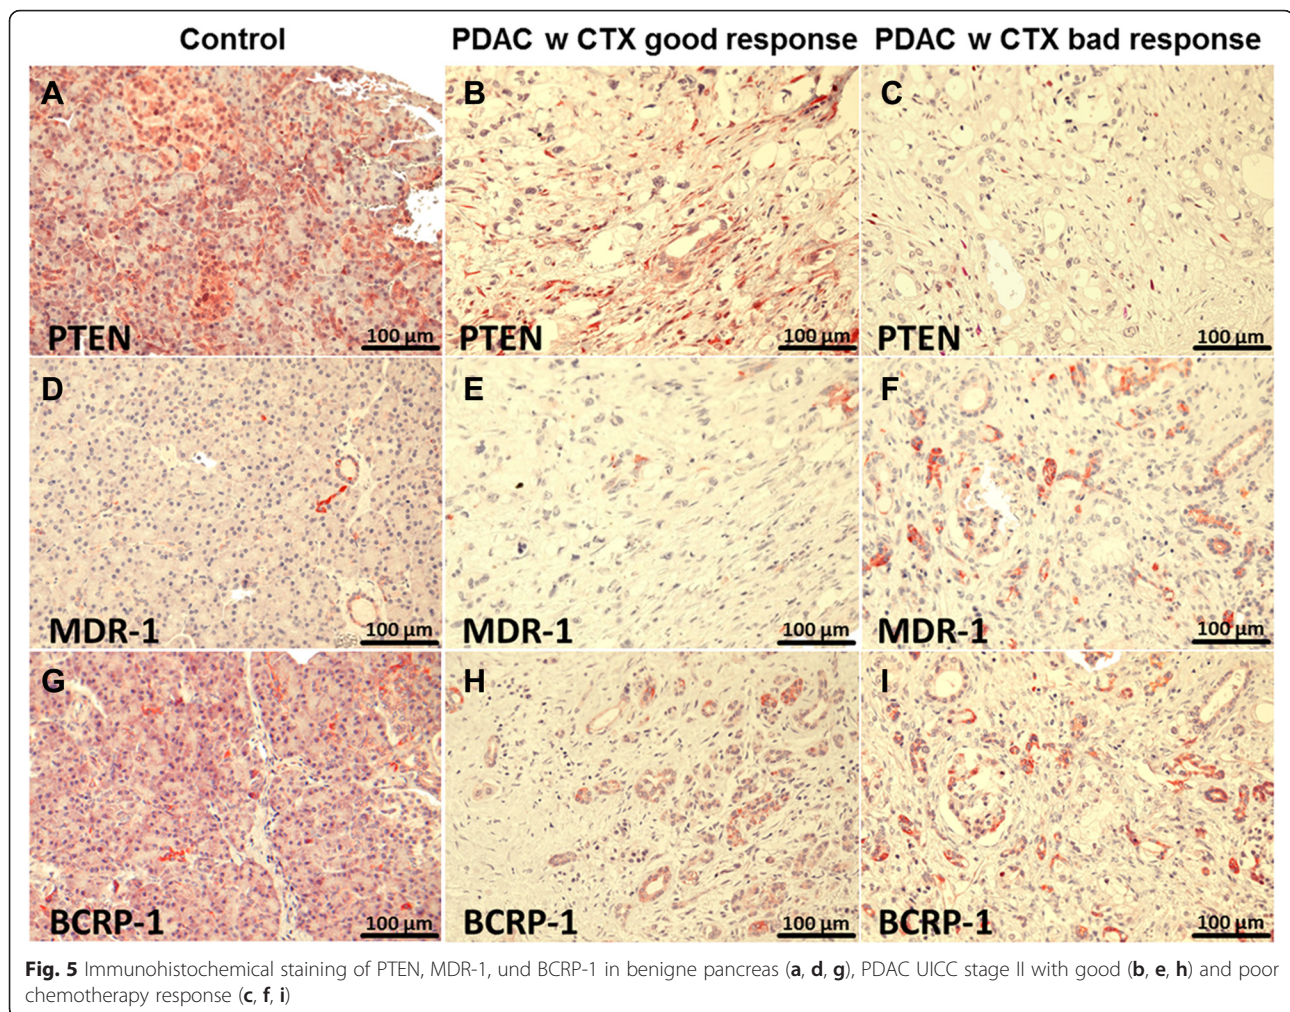 Control PDAC w CTX good response PDAC w CTX bad response
A B C
PTEN 100 µm PTEN 100 µm PTEN 100 µm
D E F
MDR-1 100 µm MDR-1 100 µm MDR-1 100 µm
G H I
BCRP-1 100 µm BCRP-1 100 µm BCRP-1 100 µm
Fig. 5 Immunohistochemical staining of PTEN, MDR-1, und BCRP-1 in benigne pancreas (a, d, g), PDAC UICC stage II with good (b, e, h) and poor
chemotherapy response (c, f, i)